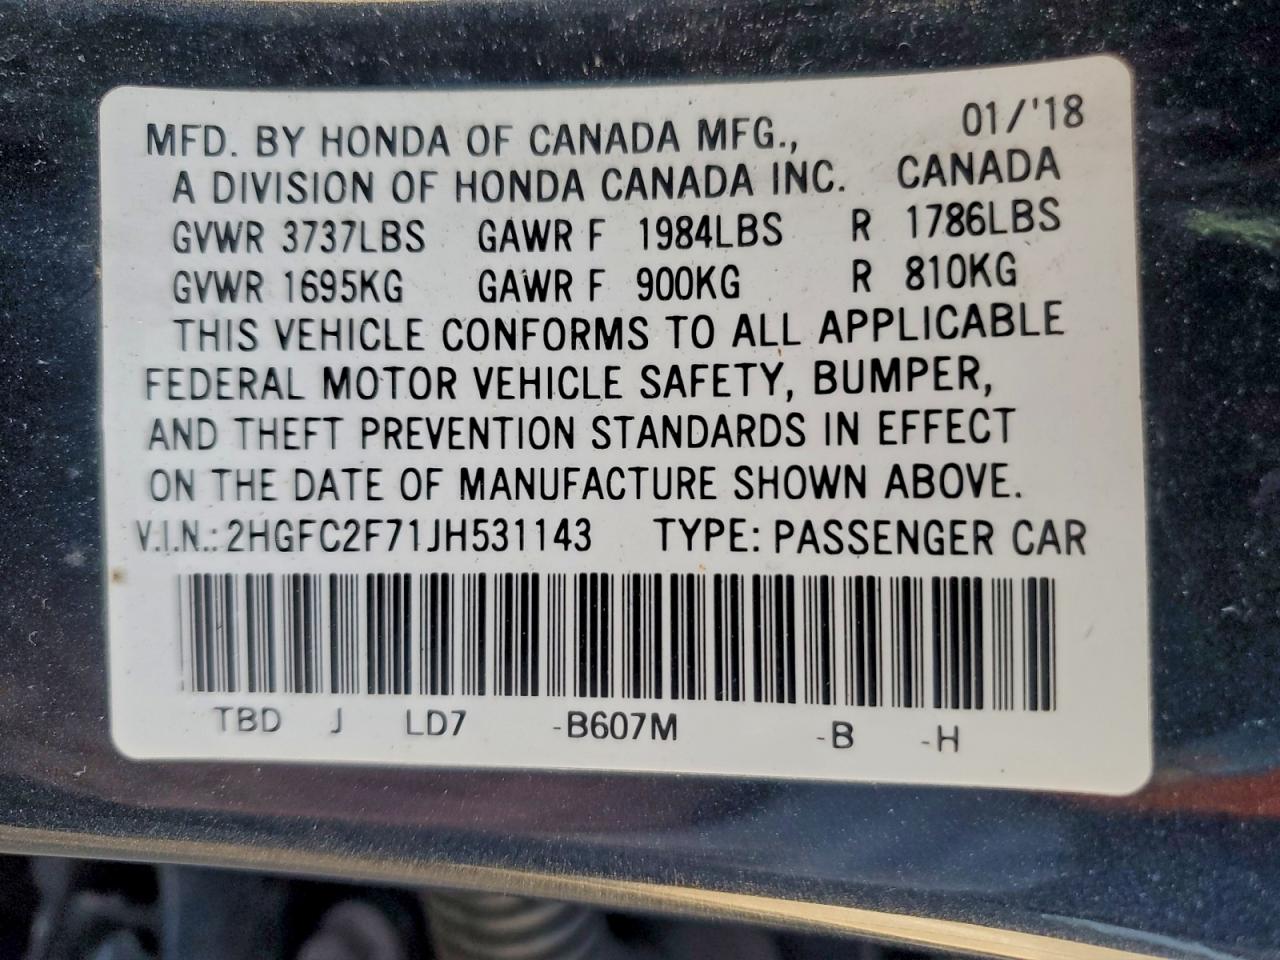 MFD. BY HONDA OF CANADA MFG., 01/'18
A DIVISION OF HONDA CANADA INC. CANADA
GVWR 3737LBS GAWR F 1984LBS R 1786LBS
GVWR 1695KG GAWR F 900KG R 810KG
THIS VEHICLE CONFORMS TO ALL APPLICABLE
FEDERAL MOTOR VEHICLE SAFETY, BUMPER,
AND THEFT PREVENTION STANDARDS IN EFFECT
ON THE DATE OF MANUFACTURE SHOWN ABOVE.
V.I.N.: 2HGFC2F71JH531143 TYPE: PASSENGER CAR
TBD J LD7 -B607M -B -H